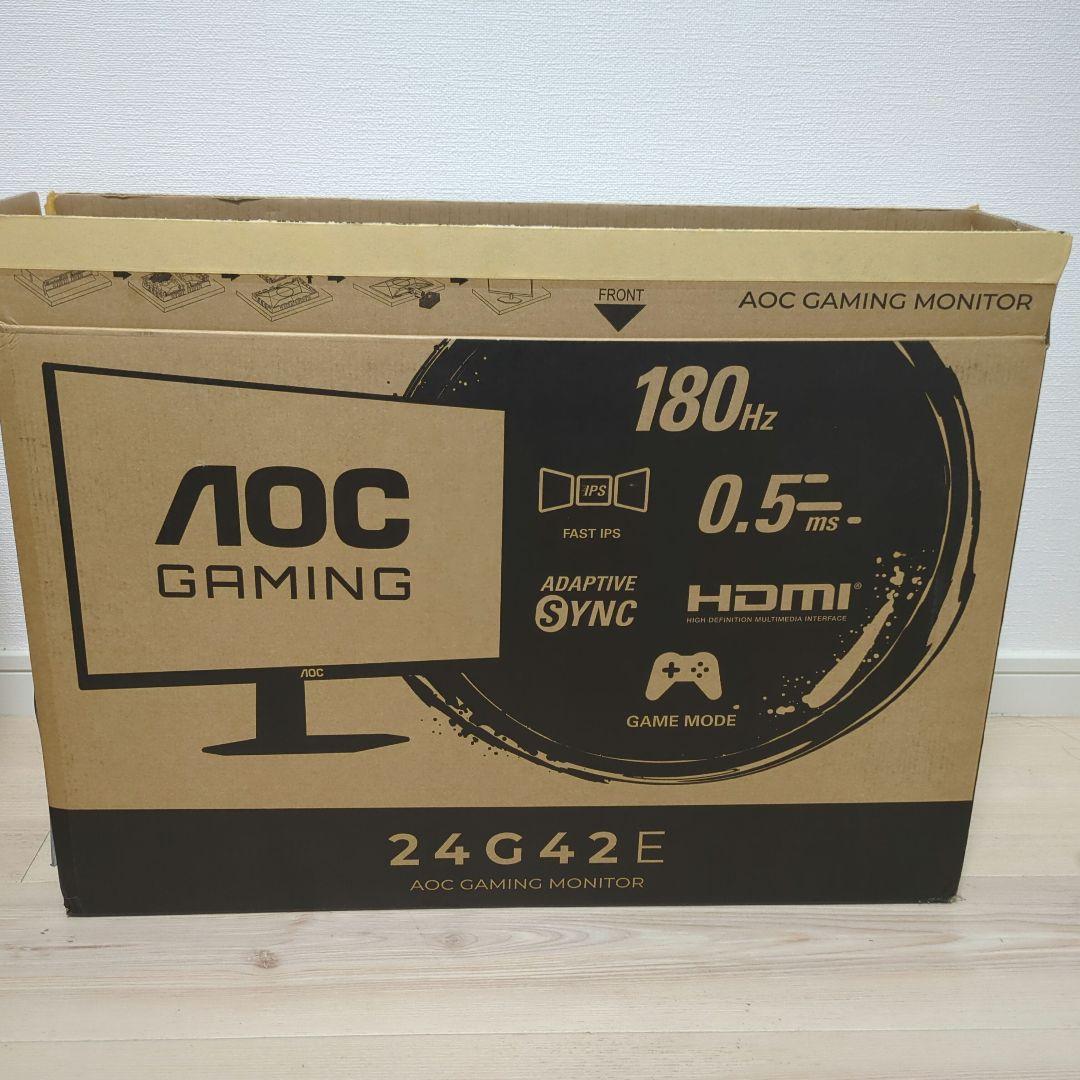 FRONT
AOC GAMING MONITOR
180Hz
IPS
FAST IPS
0.5ms
ADAPTIVE
SYNC
HDMI®
HIGH-DEFINITION MULTIMEDIA INTERFACE
GAME MODE
AOC
GAMING
AOC
24G42E
AOC GAMING MONITOR